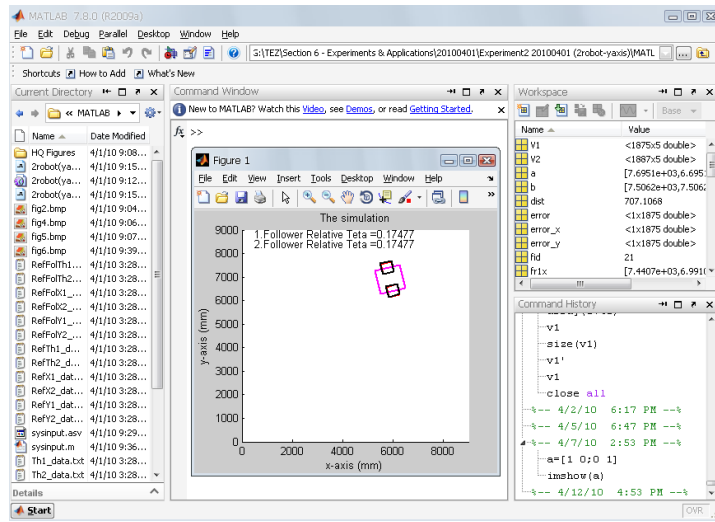 MATLAB 7.8.0 (R2009a)
File Edit Debug Parallel Desktop Window Help
G:\TEZ\Section 6 - Experiments & Applications\20100401\Experiment2 20100401 (2robot-yaxis)\MATL
Shortcuts How to Add What's New
Current Directory
« MATLAB
Name Date Modified
HQ Figures 4/1/10 9:08...
2robot(ya... 4/1/10 9:15...
2robot(ya... 4/1/10 9:12...
2robot(ya... 4/1/10 9:15...
fig2.bmp 4/1/10 9:04...
fig4.bmp 4/1/10 9:06...
fig5.bmp 4/1/10 9:07...
fig6.bmp 4/1/10 9:39...
RefFolTh1... 4/1/10 3:28...
RefFolTh2... 4/1/10 3:28...
RefFolX1_... 4/1/10 3:28...
RefFolX2_... 4/1/10 3:28...
RefFolY1_... 4/1/10 3:28...
RefFolY2_... 4/1/10 3:28...
RefTh1_d... 4/1/10 3:28...
RefTh2_d... 4/1/10 3:28...
RefX1_dat... 4/1/10 3:28...
RefX2_dat... 4/1/10 3:28...
RefY1_dat... 4/1/10 3:28...
RefY2_dat... 4/1/10 3:28...
sysinput.asv 4/1/10 9:29...
sysinput.m 4/1/10 9:36...
Th1_data.txt 4/1/10 3:28...
Th2_data.txt 4/1/10 3:28...
Details
Start
Command Window
New to MATLAB? Watch this Video, see Demos, or read Getting Started.
fx >>
Figure 1
File Edit View Insert Tools Desktop Window Help
The simulation
1.Follower Relative Teta =0.17477
2.Follower Relative Teta =0.17477
9000
8000
7000
6000
5000
4000
3000
2000
1000
0
y-axis (mm)
0 2000 4000 6000 8000
x-axis (mm)
Workspace
Base
Name Value
V1 <1875x5 double>
V2 <1887x5 double>
a [7.6951e+03,6.695:
b [7.5062e+03,7.506:
dist 707.1068
error <1x1875 double>
error_x <1x1875 double>
error_y <1x1875 double>
fid 21
fr1x [7.4407e+03,6.9910
Command History
v1
size(v1)
v1'
v1
close all
%-- 4/2/10 6:17 PM --%
%-- 4/5/10 6:47 PM --%
%-- 4/7/10 2:53 PM --%
a=[1 0;0 1]
imshow(a)
%-- 4/12/10 4:53 PM --%
OVR